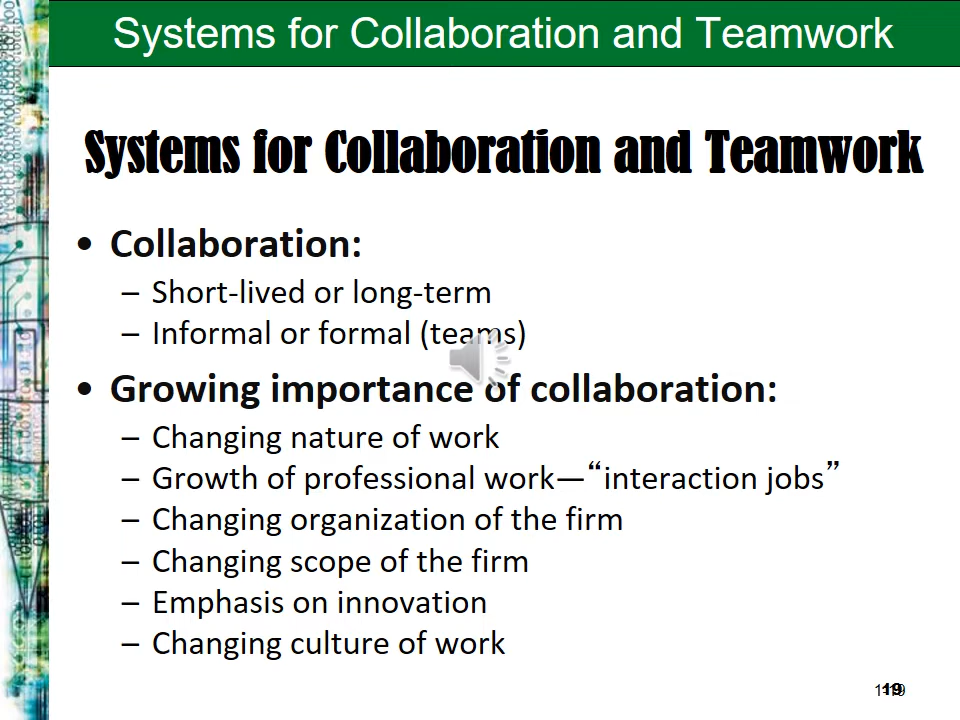 Systems for Collaboration and Teamwork
Systems for Collaboration and Teamwork
• Collaboration:
– Short-lived or long-term
– Informal or formal (teams)
• Growing importance of collaboration:
– Changing nature of work
– Growth of professional work—“interaction jobs”
– Changing organization of the firm
– Changing scope of the firm
– Emphasis on innovation
– Changing culture of work
19